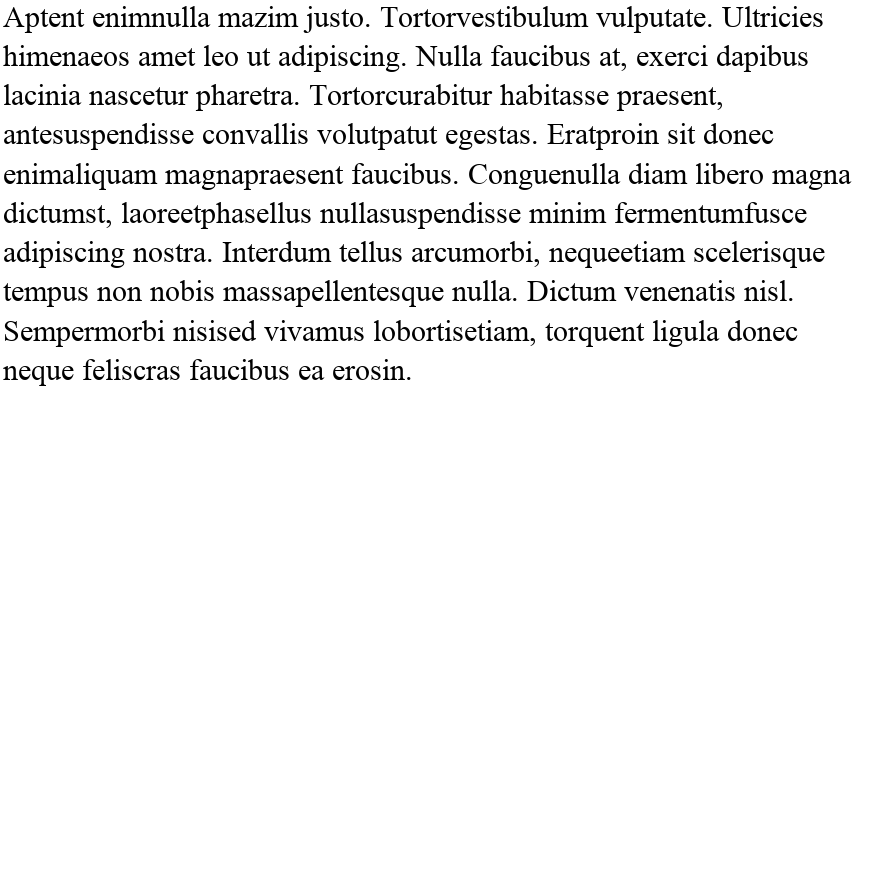 Aptent enimnulla mazim justo. Tortorvestibulum vulputate. Ultricies
himenaeos amet leo ut adipiscing. Nulla faucibus at, exerci dapibus
lacinia nascetur pharetra. Tortorcurabitur habitasse praesent,
antesuspendisse convallis volutpatut egestas. Eratproin sit donec
enimaliquam magnapraesent faucibus. Conguenulla diam libero magna
dictumst, laoreetphasellus nullasuspendisse minim fermentumfusce
adipiscing nostra. Interdum tellus arcumorbi, nequeetiam scelerisque
tempus non nobis massapellentesque nulla. Dictum venenatis nisl.
Sempermorbi nisised vivamus lobortisetiam, torquent ligula donec
neque feliscras faucibus ea erosin.